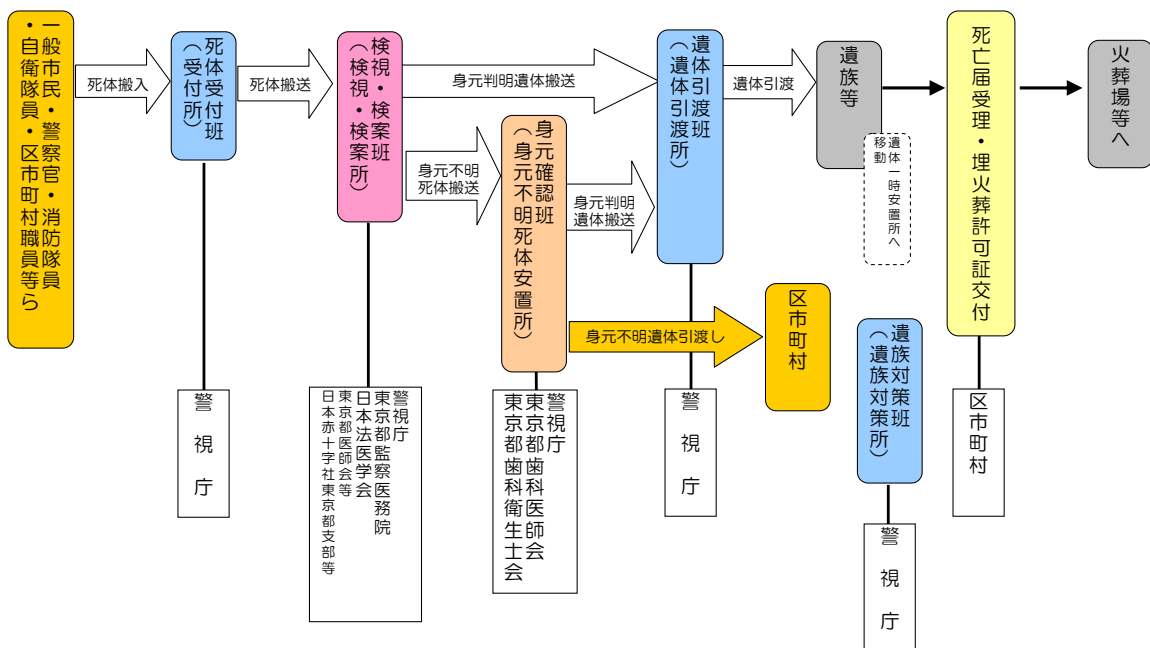 一般市民・警察官・消防隊員
・自衛隊員・区市町村職員等ら
死体搬入
死体受付班
（受付所）
死体搬送
検視・検案班
（検視・検案所）
身元判明遺体搬送
身元不明
死体搬送
身元確認班
（身元不明死体安置所）
身元判明
遺体搬送
遺体引渡班
（遺体引渡所）
遺体引渡
遺族等
遺体一時安置所へ
移動
死亡届受理・埋火葬許可証交付
火葬場等へ
身元不明遺体引渡し
区市町村
遺族対策班
（遺族対策所）
警視庁
警視庁
東京都監察医務院
日本法医学会
東京都医師会等
日本赤十字社東京都支部等
警視庁
東京都歯科医師会
東京都歯科衛生士会
警視庁
区市町村
警視庁